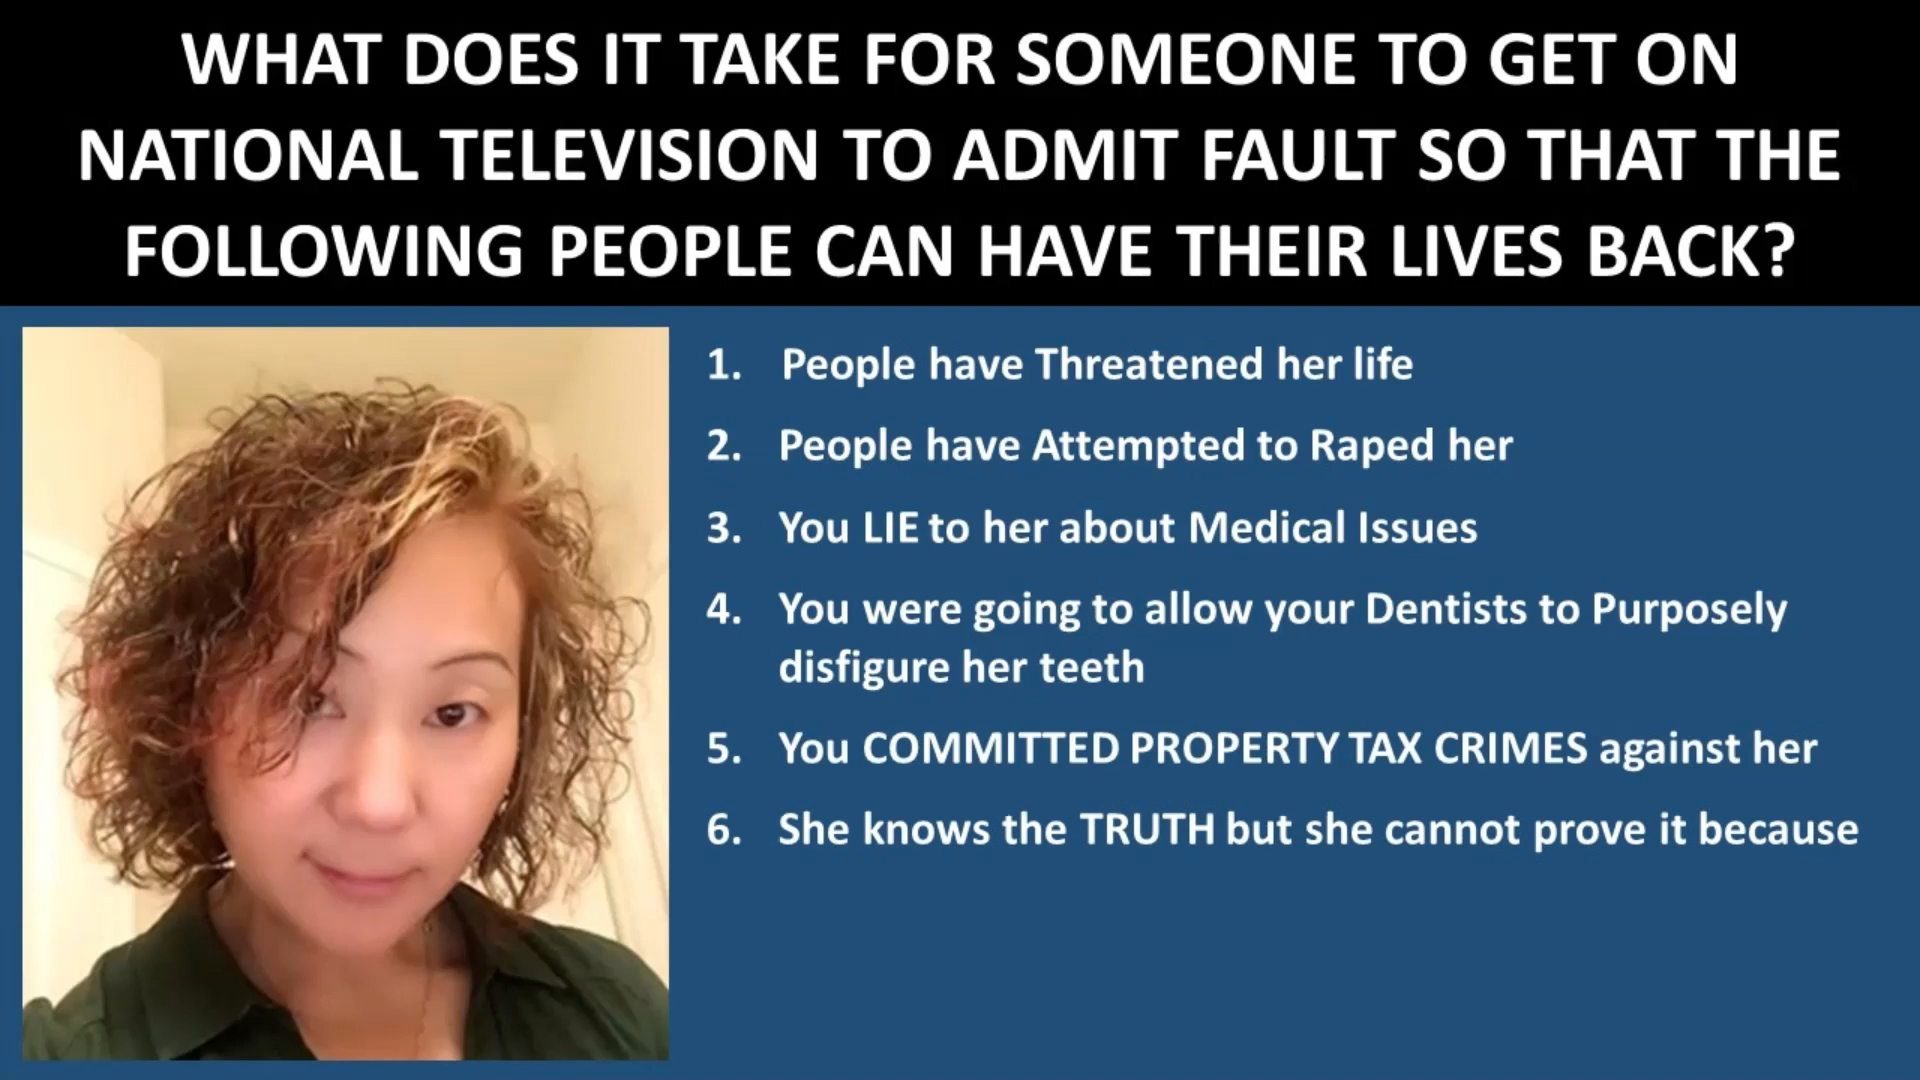 WHAT DOES IT TAKE FOR SOMEONE TO GET ON
NATIONAL TELEVISION TO ADMIT FAULT SO THAT THE
FOLLOWING PEOPLE CAN HAVE THEIR LIVES BACK?
1. People have Threatened her life
2. People have Attempted to Raped her
3. You LIE to her about Medical Issues
4. You were going to allow your Dentists to Purposely
disfigure her teeth
5. You COMMITTED PROPERTY TAX CRIMES against her
6. She knows the TRUTH but she cannot prove it because